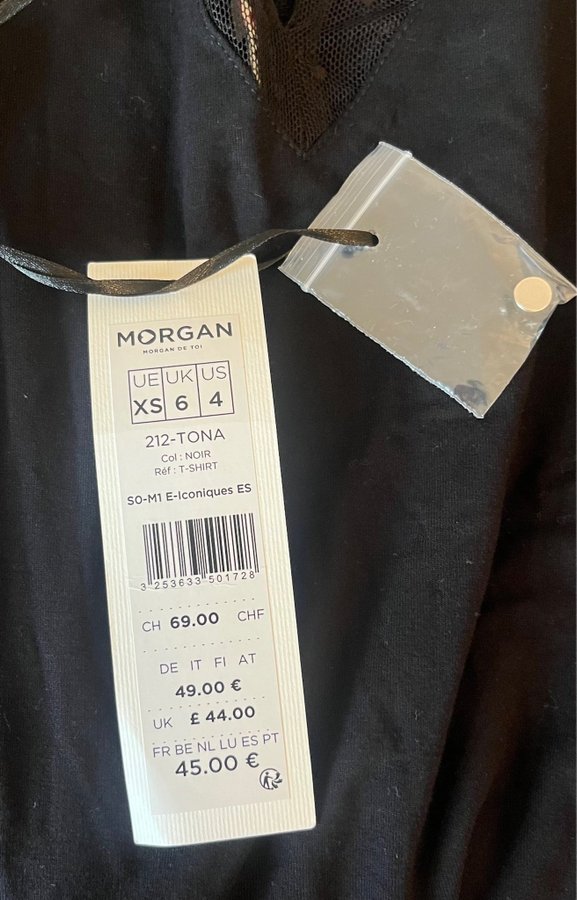 MORGAN
MORGAN DE TOI
UE UK US
XS 6 4
212-TONA
Col : NOIR
Réf : T-SHIRT
S0-M1 E-Iconiques ES
3 253633 501728
CH 69.00 CHF
DE IT FI AT
49.00 €
UK £ 44.00
FR BE NL LU ES PT
45.00 €